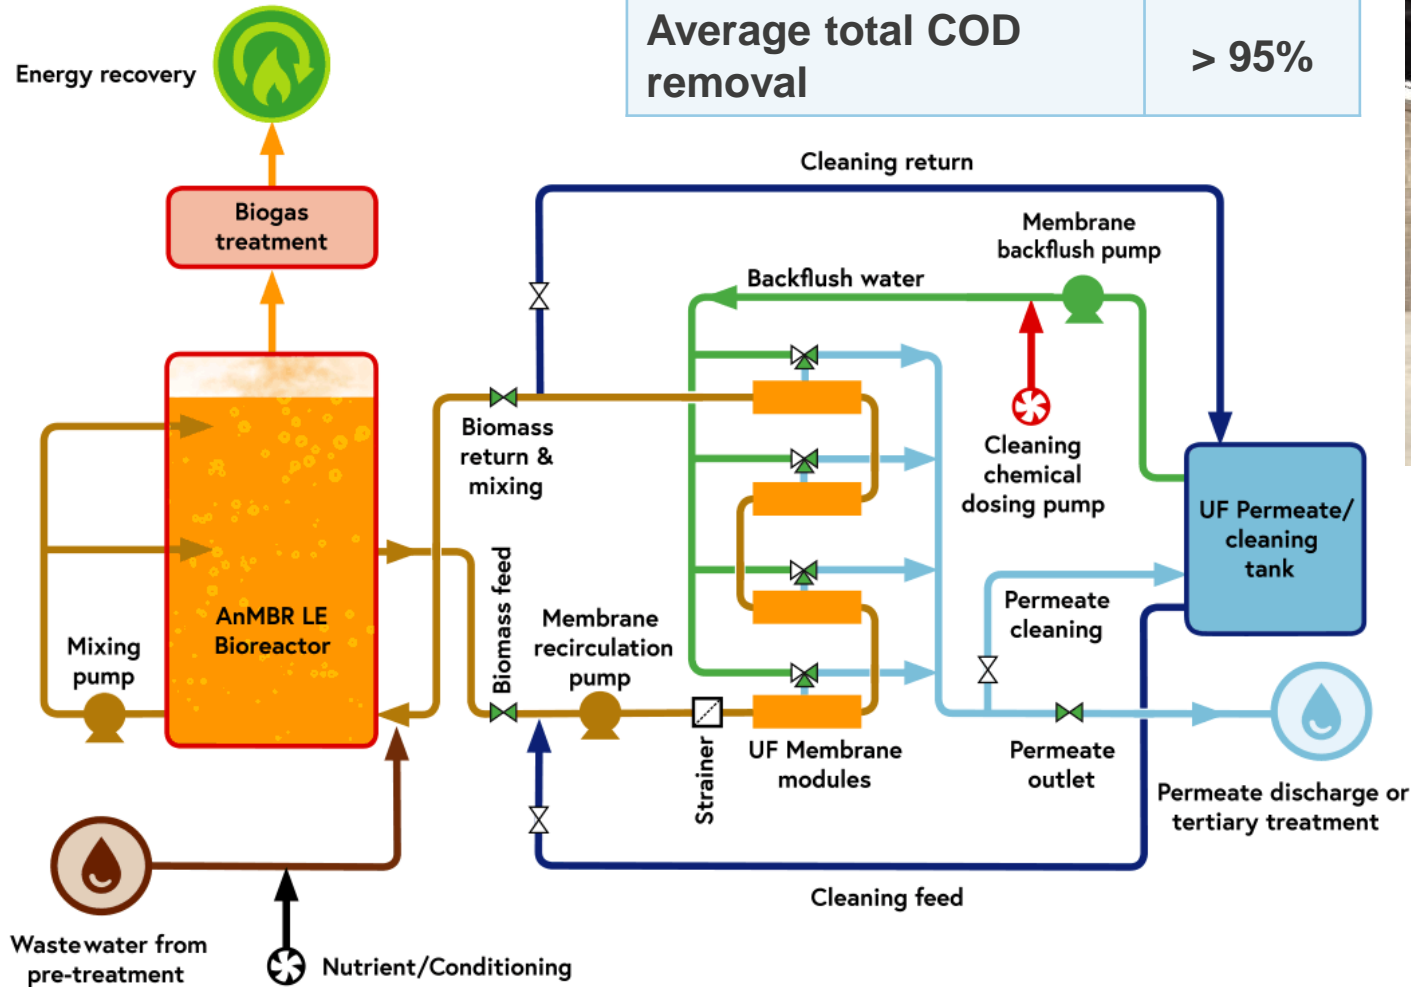 Average total COD
removal
> 95%
Energy recovery
Cleaning return
Biogas
treatment
Membrane
backflush pump
Backflush water
Biomass
return &
mixing
Cleaning
chemical
dosing pump
UF Permeate/
cleaning
tank
Biomass feed
AnMBR LE
Bioreactor
Mixing
pump
Membrane
recirculation
pump
Permeate
cleaning
Strainer
UF Membrane
modules
Permeate
outlet
Permeate discharge or
tertiary treatment
Cleaning feed
Wastewater from
pre-treatment
Nutrient/Conditioning